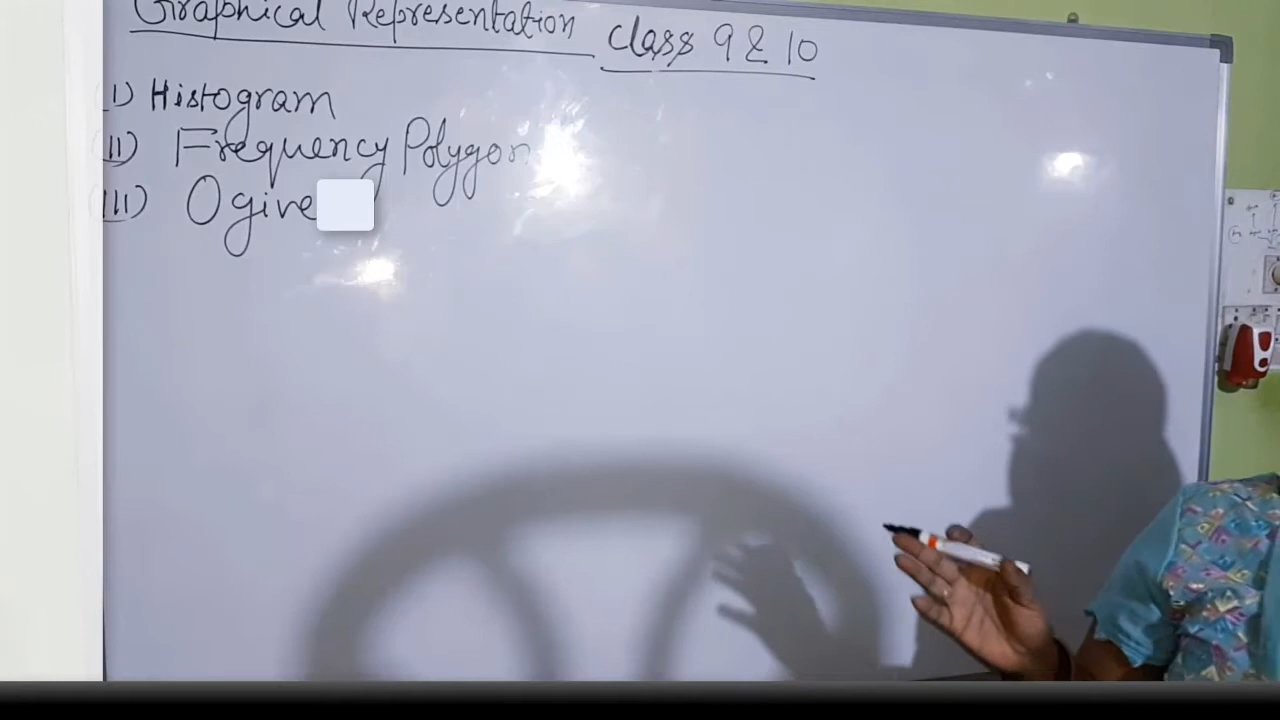 Graphical Representation Class 9 & 10
(I) Histogram
(II) Frequency Polygon
(III) Ogive